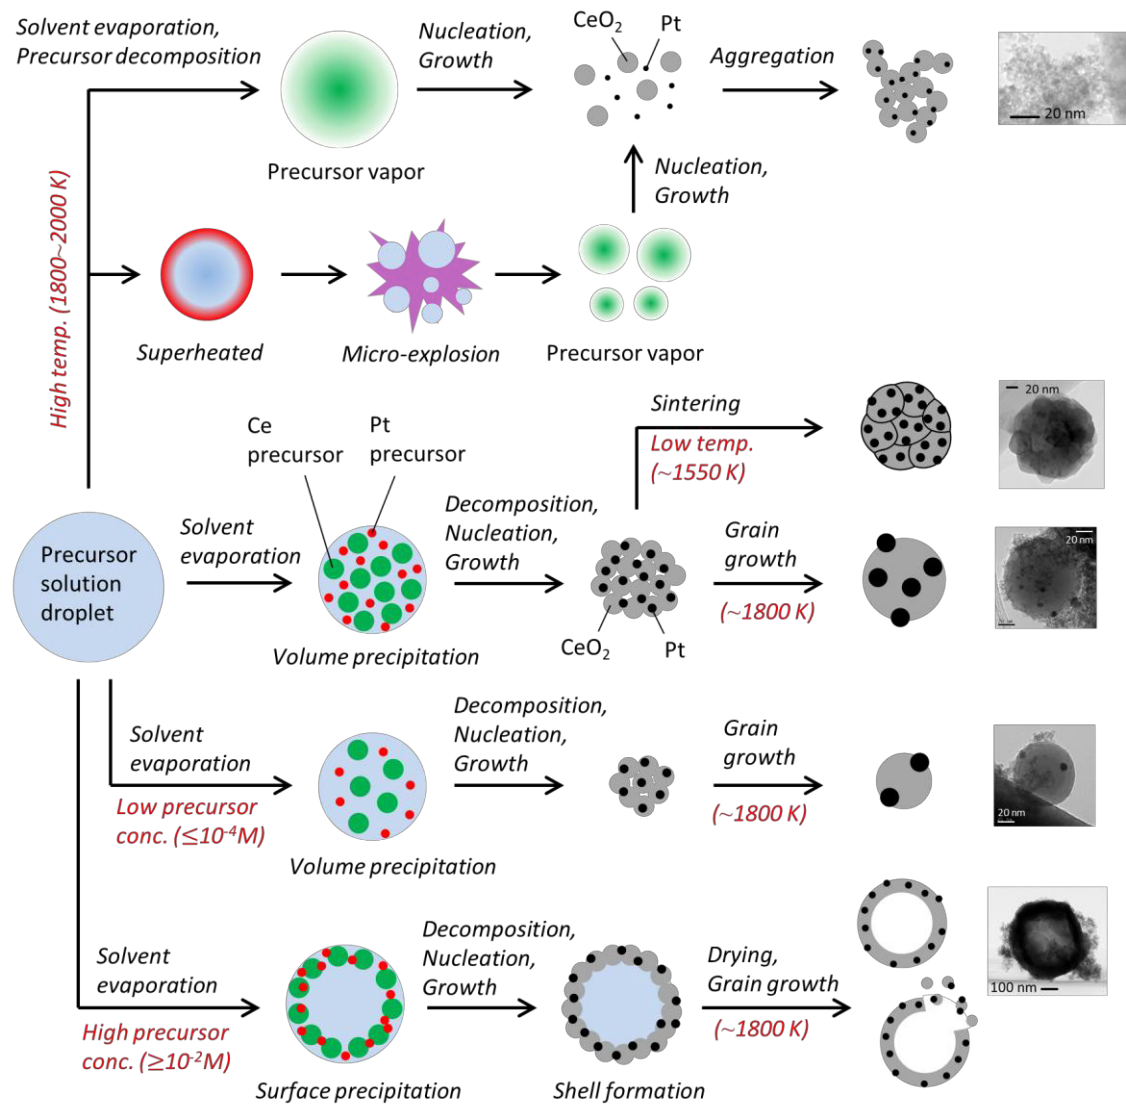 Solvent evaporation,
Precursor decomposition
Nucleation,
Growth
CeO₂
Pt
Aggregation
20 nm
Precursor vapor
Nucleation,
Growth
High temp. (1800~2000 K)
Superheated
Micro-explosion
Precursor vapor
Ce
precursor
Pt
precursor
Sintering
Low temp.
(~1550 K)
20 nm
Precursor
solution
droplet
Solvent
evaporation
Decomposition,
Nucleation,
Growth
Grain
growth
(~1800 K)
20 nm
Volume precipitation
CeO₂
Pt
Solvent
evaporation
Low precursor
conc. (≤10⁻⁴M)
Decomposition,
Nucleation,
Growth
Grain
growth
(~1800 K)
20 nm
Volume precipitation
Solvent
evaporation
High precursor
conc. (≥10⁻²M)
Decomposition,
Nucleation,
Growth
Drying,
Grain growth
(~1800 K)
100 nm
Surface precipitation
Shell formation